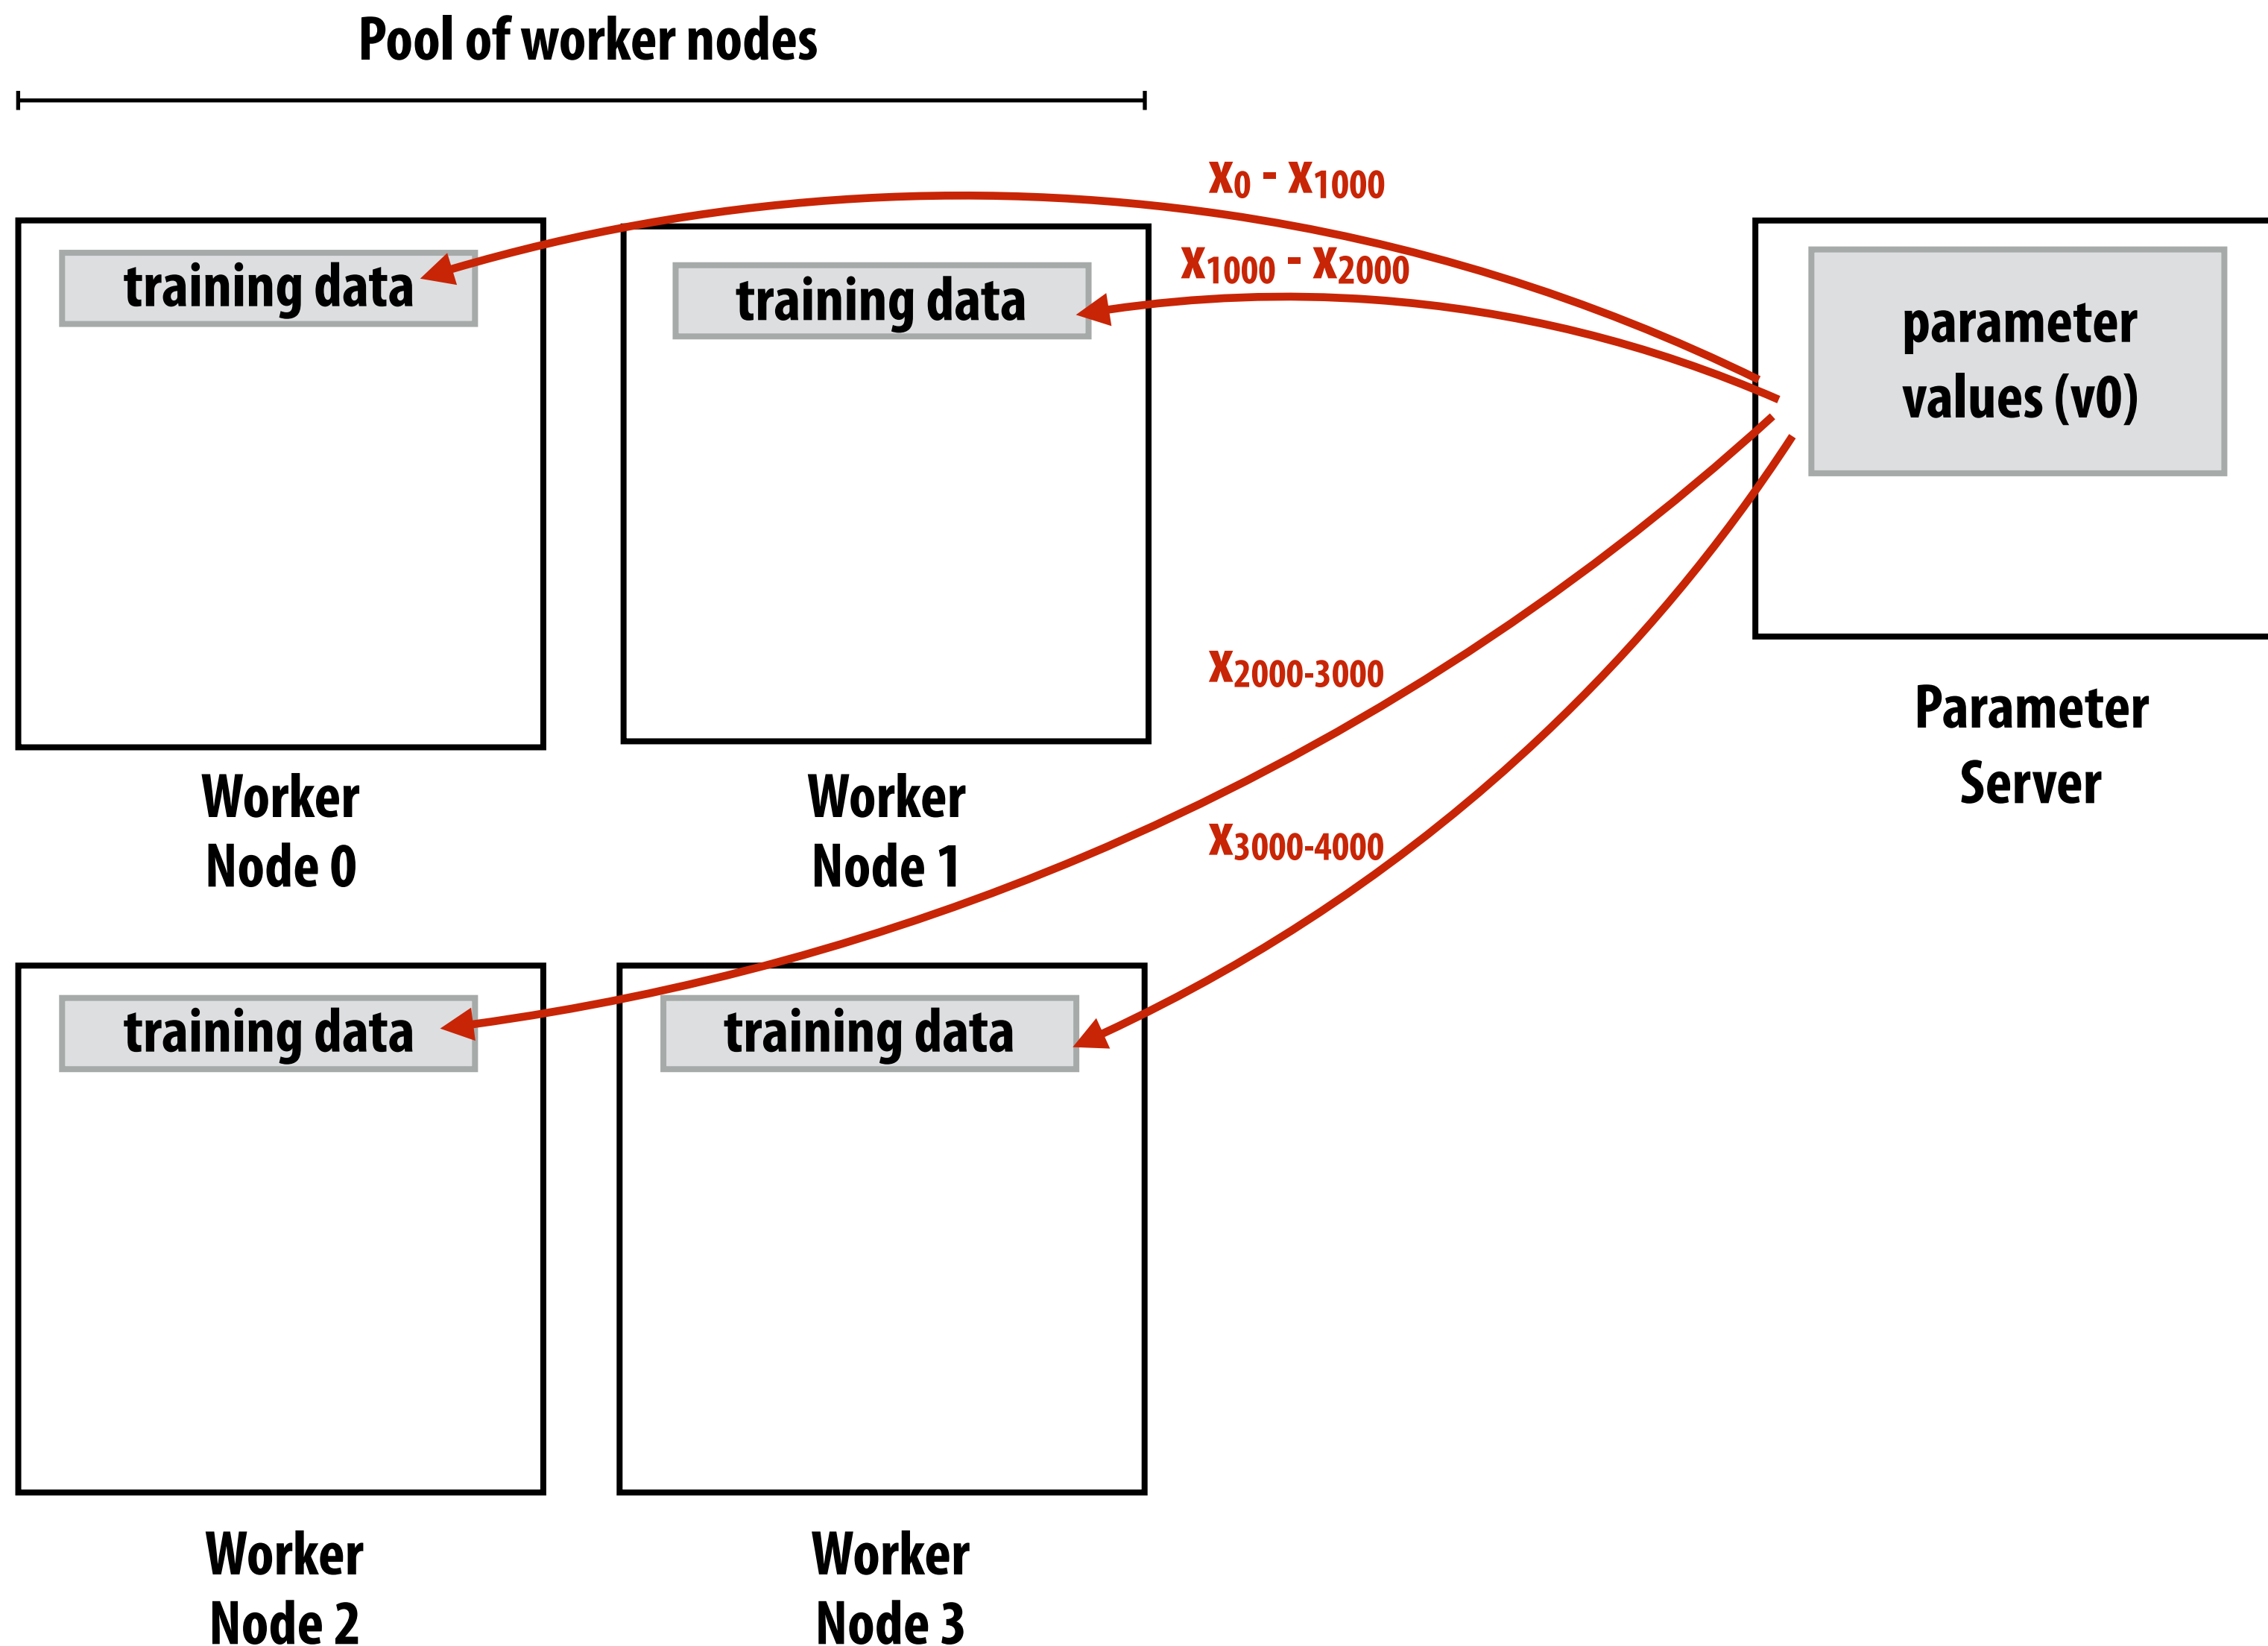 Pool of worker nodes
x0 - x1000
x1000 - x2000
training data
training data
parameter
values (v0)
x2000-3000
Parameter
Server
Worker
Node 0
Worker
Node 1
x3000-4000
training data
training data
Worker
Node 2
Worker
Node 3